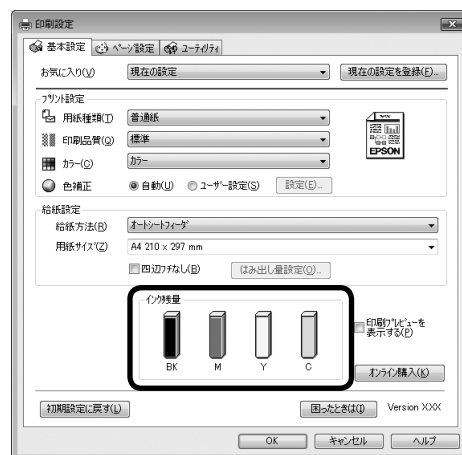 印刷設定
基本設定 ページ設定 ユーティリティ
お気に入り(V) 現在の設定 現在の設定を登録(F)...
プリント設定
用紙種類(T) 普通紙
印刷品質(Q) 標準
カラー(C) カラー
EPSON
色補正 自動(U) ユーザー設定(S) 設定(E)...
給紙設定
給紙方法(R) オートシートフィーダ
用紙サイズ(Z) A4 210 x 297 mm
四辺フチなし(B) はみ出し量設定(O)...
インク残量
BK M Y C
印刷プレビューを
表示する(P)
オンライン購入(K)
初期設定に戻す(L) 困ったときは(I) Version X.XX
OK キャンセル ヘルプ